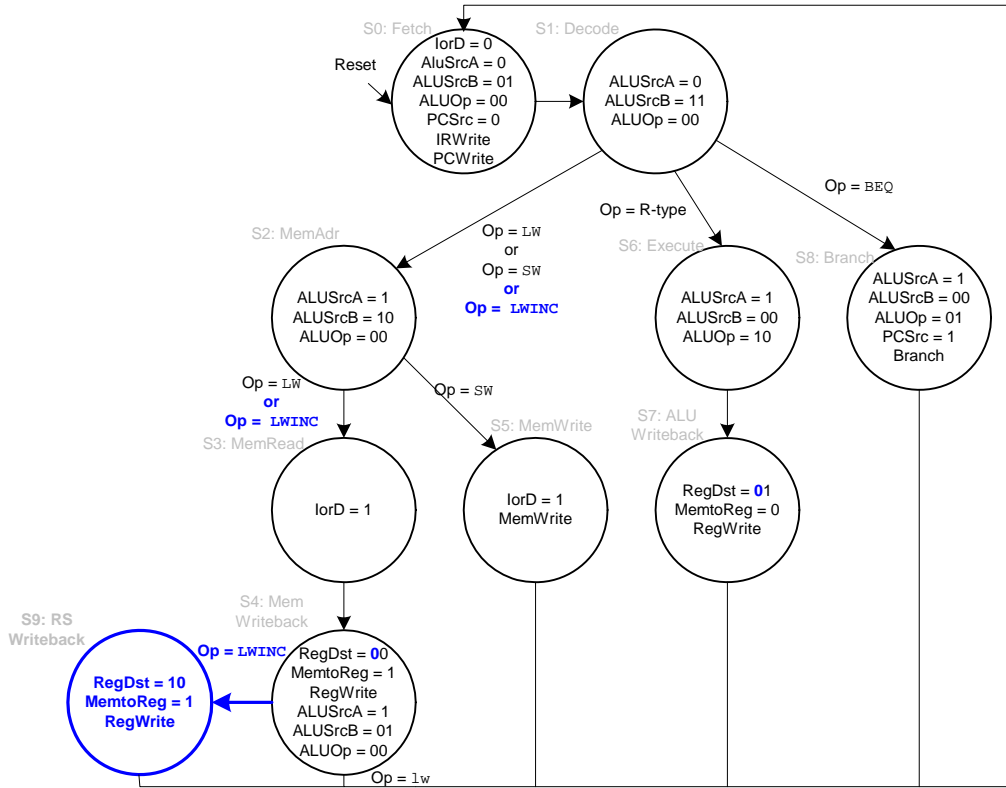 S0: Fetch
IorD = 0
AluSrcA = 0
ALUSrcB = 01
ALUOp = 00
PCSrc = 0
IRWrite
PCWrite
Reset
S1: Decode
ALUSrcA = 0
ALUSrcB = 11
ALUOp = 00
Op = BEQ
Op = R-type
Op = LW
or
Op = SW
or
Op = LWINC
S2: MemAdr
ALUSrcA = 1
ALUSrcB = 10
ALUOp = 00
S6: Execute
ALUSrcA = 1
ALUSrcB = 00
ALUOp = 10
S8: Branch
ALUSrcA = 1
ALUSrcB = 00
ALUOp = 01
PCSrc = 1
Branch
Op = LW
or
Op = LWINC
Op = SW
S3: MemRead
IorD = 1
S5: MemWrite
IorD = 1
MemWrite
S7: ALU
Writeback
RegDst = 01
MemtoReg = 0
RegWrite
S4: Mem
Writeback
RegDst = 00
MemtoReg = 1
RegWrite
ALUSrcA = 1
ALUSrcB = 01
ALUOp = 00
Op = LWINC
S9: RS
Writeback
RegDst = 10
MemtoReg = 1
RegWrite
Op = lw